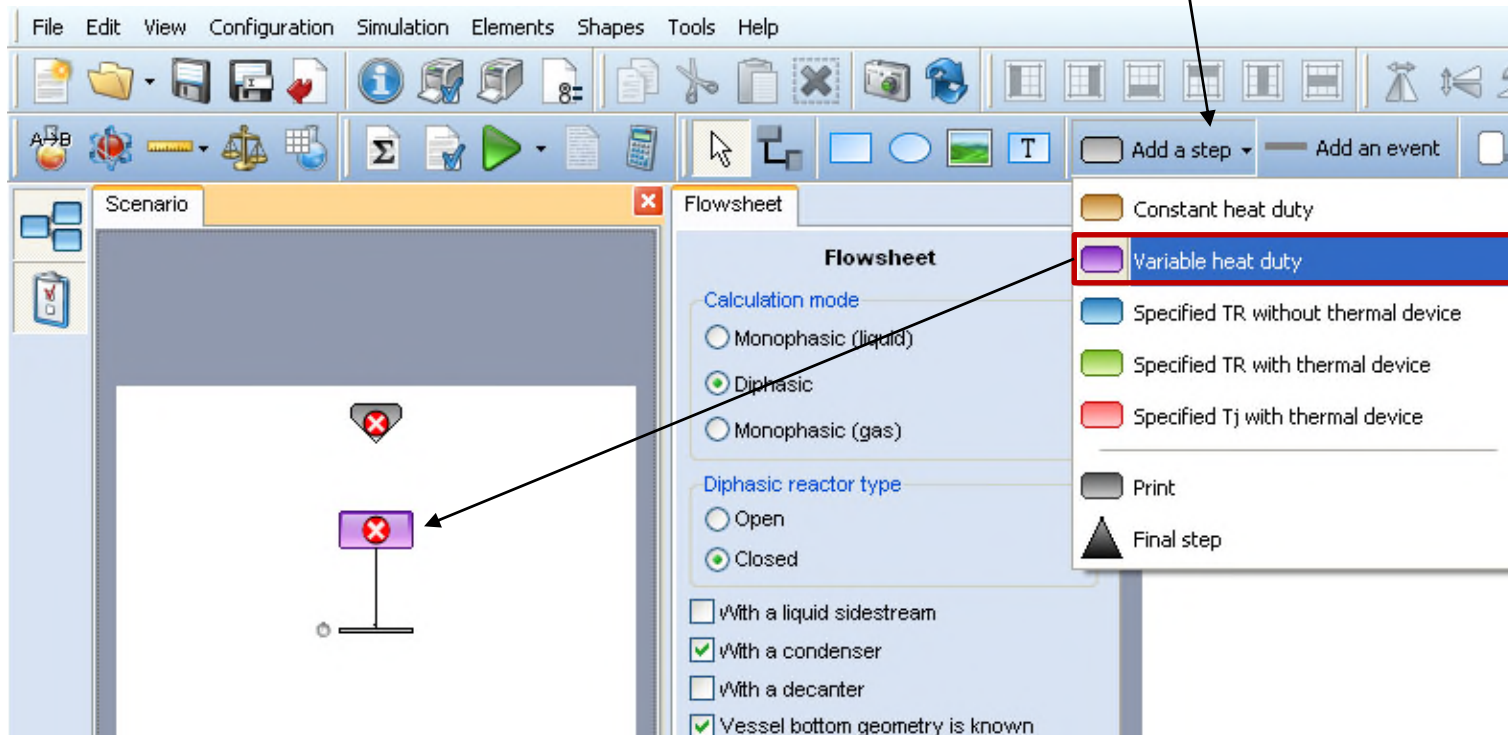 File Edit View Configuration Simulation Elements Shapes Tools Help
8=
A→B Σ T Add a step Add an event
Scenario Flowsheet
Flowsheet
Calculation mode
Monophasic (liquid)
Diphasic
Monophasic (gas)
Diphasic reactor type
Open
Closed
With a liquid sidestream
With a condenser
With a decanter
Vessel bottom geometry is known
Constant heat duty
Variable heat duty
Specified TR without thermal device
Specified TR with thermal device
Specified Tj with thermal device
Print
Final step